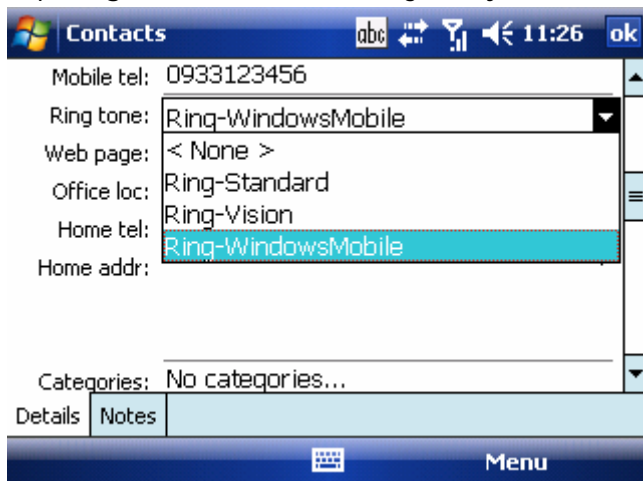 Contacts abc 11:26 ok
Mobile tel: 0933123456
Ring tone: Ring-WindowsMobile
Web page: < None >
Office loc: Ring-Standard
Ring-Vision
Home tel:
Ring-WindowsMobile
Home addr:
Categories: No categories...
Details Notes
Menu